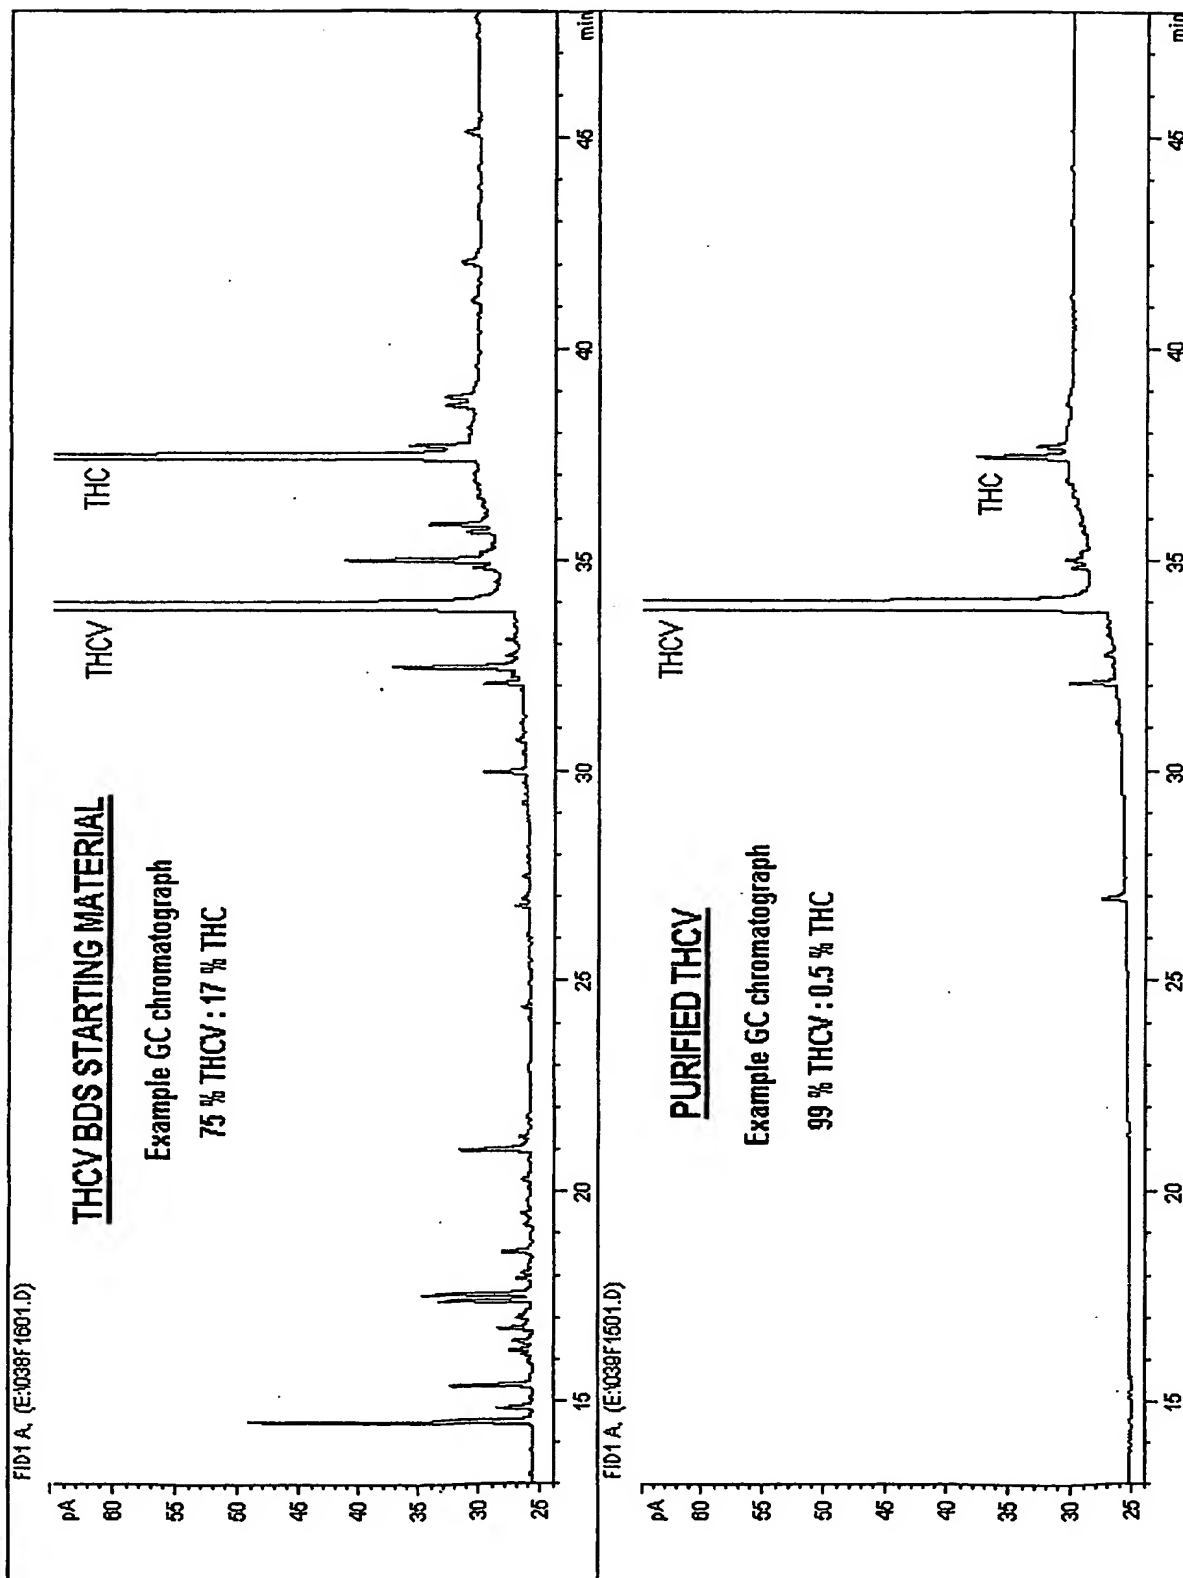 FID1 A, (E:\038F1601.D)
pA
60
55
50
45
40
35
30
25
THCV BDS STARTING MATERIAL
Example GC chromatograph
75 % THCV : 17 % THC
THCV
THC
15
20
25
30
35
40
45
min
FID1 A, (E:\039F1501.D)
pA
60
55
50
45
40
35
30
25
PURIFIED THCV
Example GC chromatograph
99 % THCV : 0.5 % THC
THCV
THC
15
20
25
30
35
40
45
min